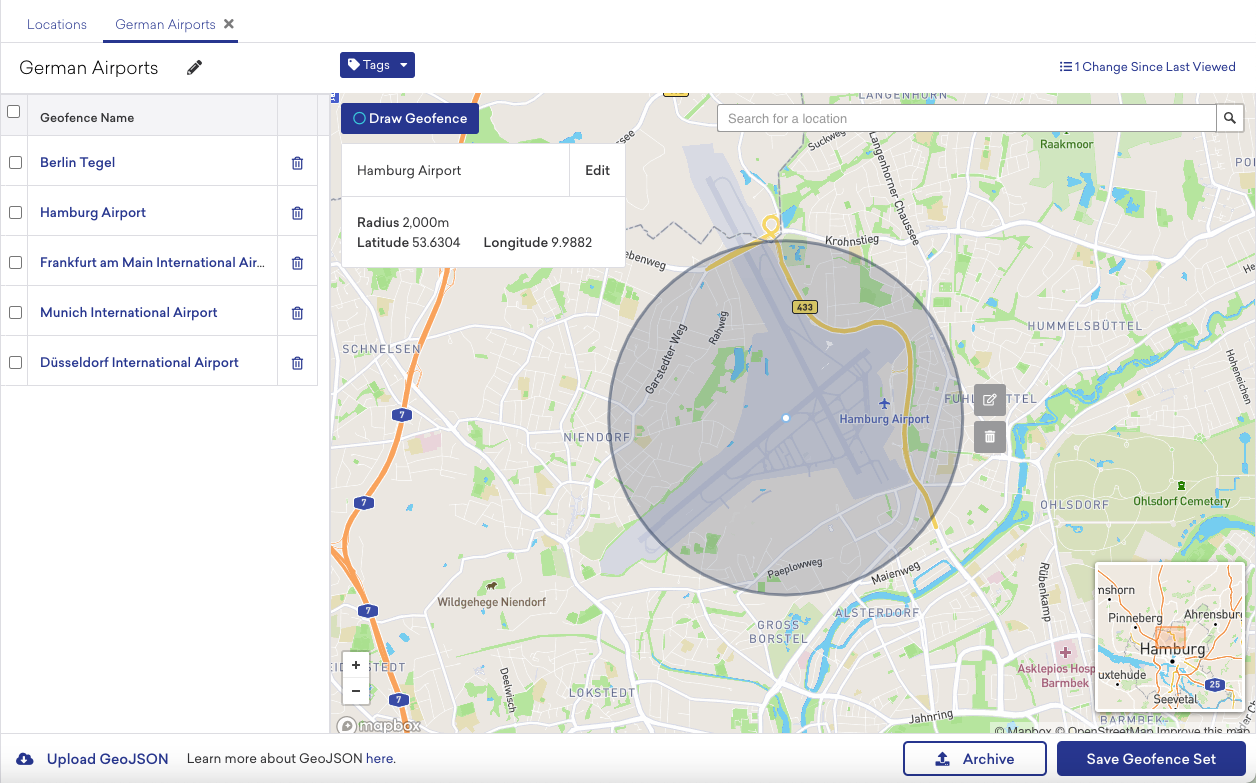 Locations
German Airports
German Airports
Tags
1 Change Since Last Viewed
Geofence Name
Berlin Tegel
Hamburg Airport
Frankfurt am Main International Air...
Munich International Airport
Düsseldorf International Airport
Draw Geofence
Search for a location
Hamburg Airport
Edit
Radius 2,000m
Latitude 53.6304 Longitude 9.9882
LANGENHORN
Suckweg
Langenhorner Chaussee
Raakmoor
Krohnstieg
433
Rahweg
Garstedter Weg
HUMMELSBÜTTEL
Hoheneichen
SCHNELSEN
7
NIENDORF
Hamburg Airport
7
OHLSDORF
Ohlsdorf Cemetery
Paeplowweg
Maienweg
Rübenkamp
Wildgehege Niendorf
7
ALSTERDORF
GROSS
BORSTEL
Deelwisch
LOKSTEDT
7
Jahnring
Asklepios Hosp
Barmbek
BARMBEK-
mshorn
Pinneberg
Ahrensburg
Hamburg
uxtehude
25
Seevetal
+
−
mapbox
© Mapbox © OpenStreetMap Improve this map
Upload GeoJSON
Learn more about GeoJSON here.
Archive
Save Geofence Set